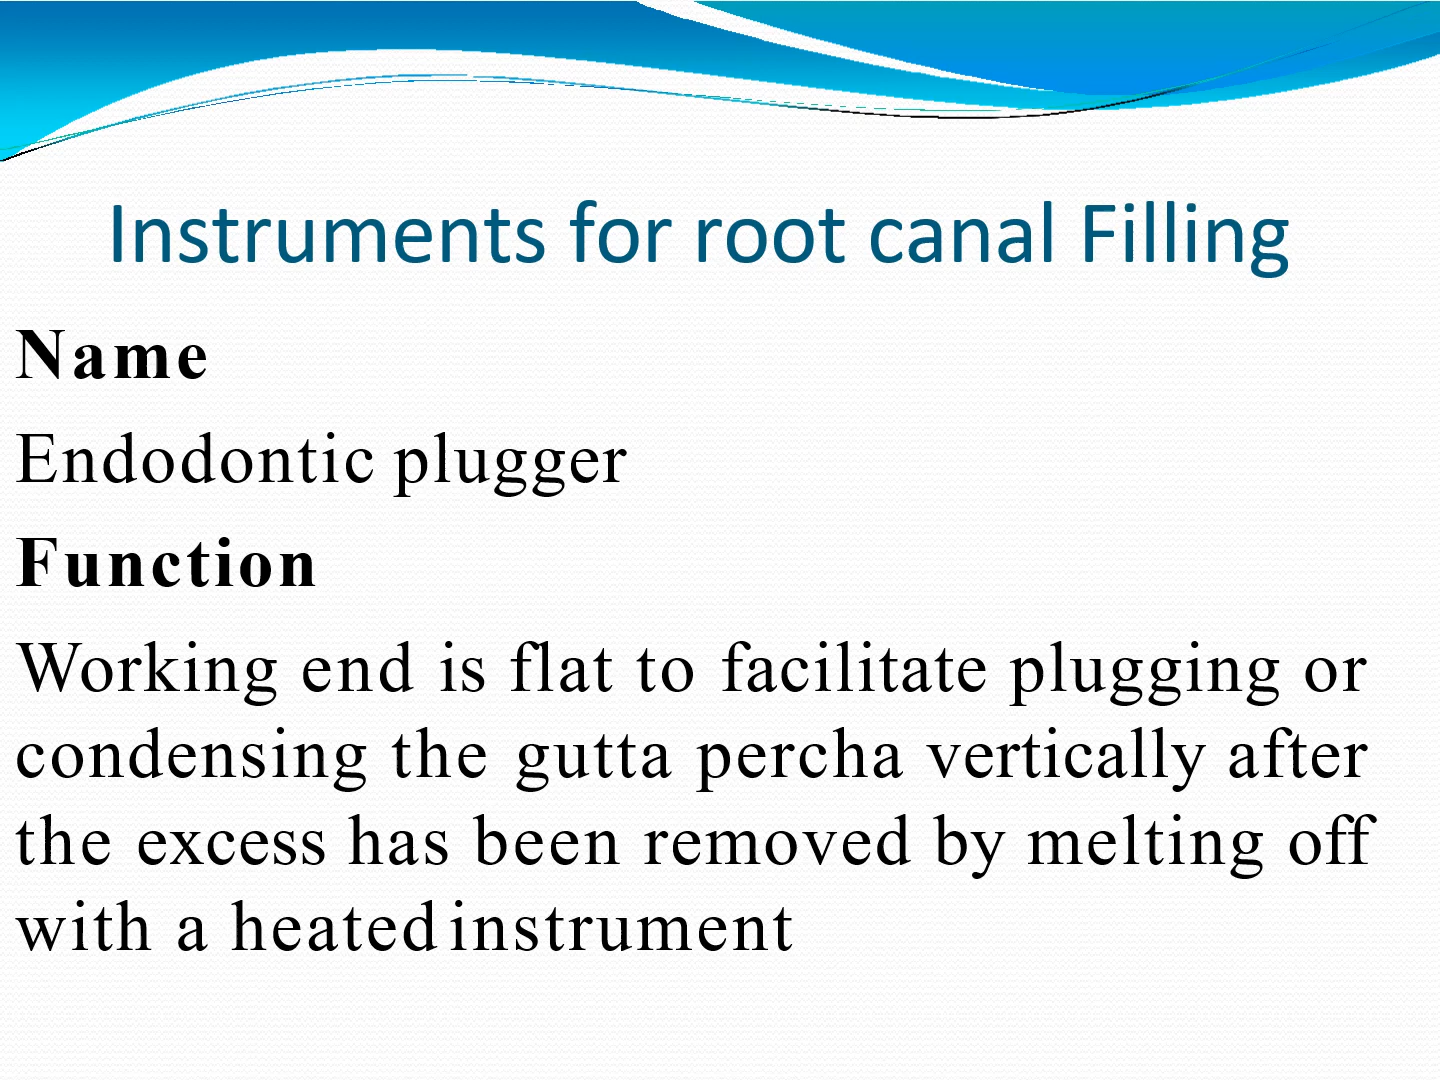 Instruments for root canal Filling
Name
Endodontic plugger
Function
Working end is flat to facilitate plugging or
condensing the gutta percha vertically after
the excess has been removed by melting off
with a heated instrument